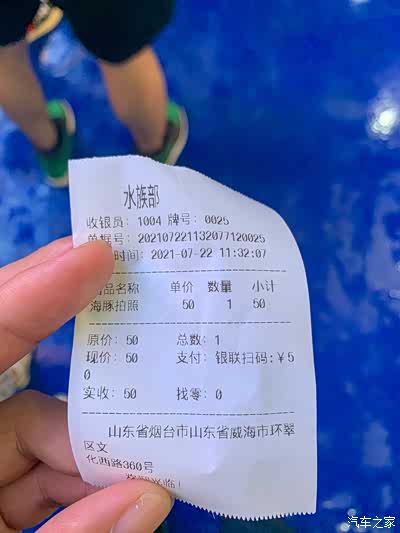 水族部
收银员: 1004 牌号: 0025
单据号: 202107221132077120025
时间: 2021-07-22 11:32:07
品名称 单价 数量 小计
海豚拍照 50 1 50
原价: 50 总数: 1
现价: 50 支付: 银联扫码:¥5
0
实收: 50 找零: 0
山东省烟台市山东省威海市环翠
区文
化西路360号
汽车之家